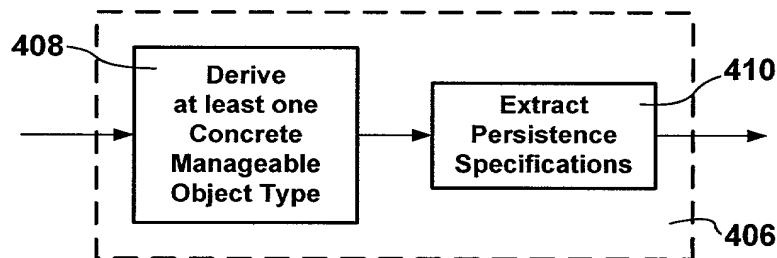 408
Derive
at least one
Concrete
Manageable
Object Type
410
Extract
Persistence
Specifications
406